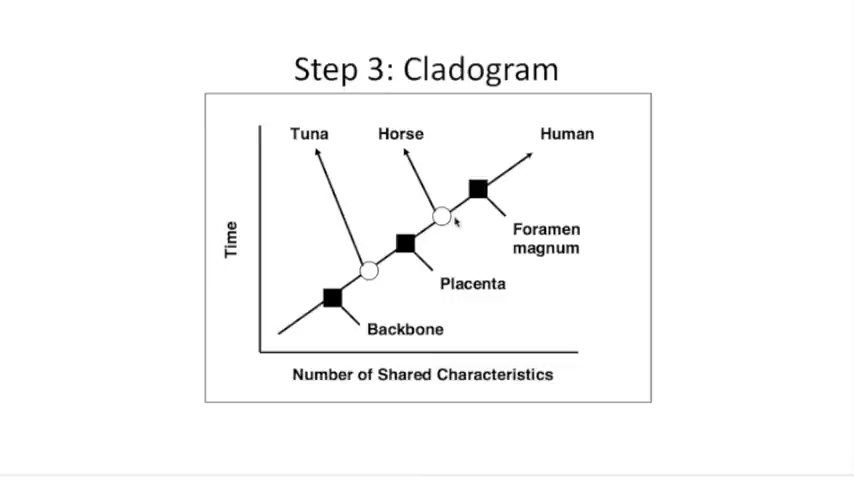 Step 3: Cladogram
Tuna
Horse
Human
Time
Foramen
magnum
Placenta
Backbone
Number of Shared Characteristics